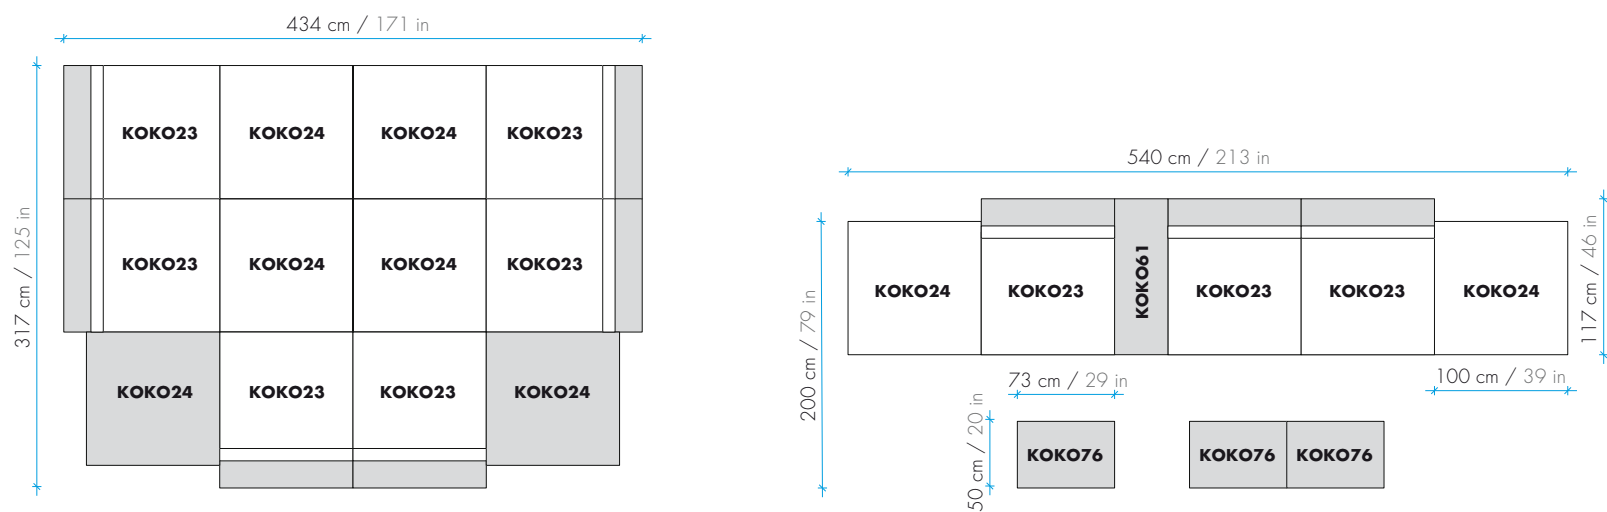 434 cm / 171 in
317 cm / 125 in
KOKO23 KOKO24 KOKO24 KOKO23
KOKO23 KOKO24 KOKO24 KOKO23
KOKO24 KOKO23 KOKO23 KOKO24
540 cm / 213 in
200 cm / 79 in
KOKO24 KOKO23 KOKO61 KOKO23 KOKO23 KOKO24
117 cm / 46 in
73 cm / 29 in
100 cm / 39 in
50 cm / 20 in
KOKO76 KOKO76 KOKO76